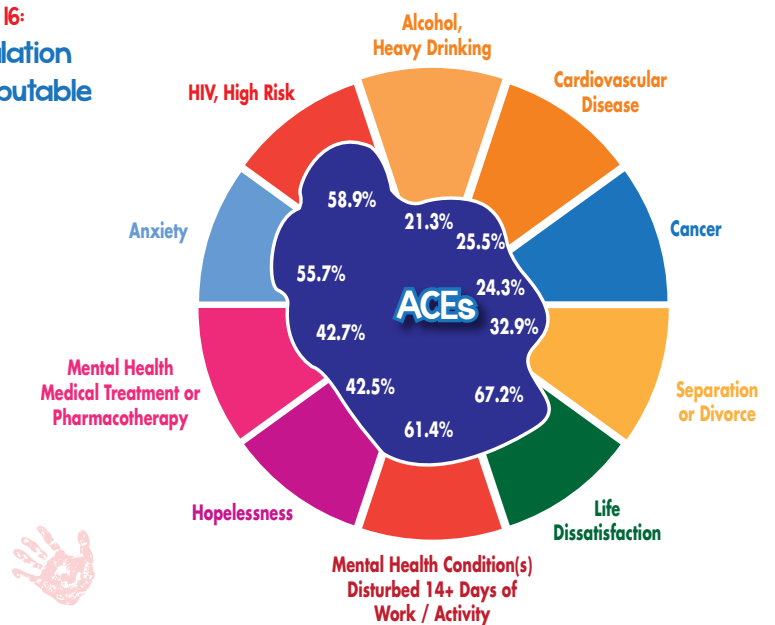 16:
lation
butable
Alcohol,
Heavy Drinking
HIV, High Risk
Cardiovascular
Disease
58.9%
21.3%
25.5%
Anxiety
Cancer
55.7%
24.3%
ACEs
32.9%
42.7%
Mental Health
Medical Treatment or
Pharmacotherapy
42.5%
67.2%
Separation
or Divorce
61.4%
Hopelessness
Life
Dissatisfaction
Mental Health Condition(s)
Disturbed 14+ Days of
Work / Activity